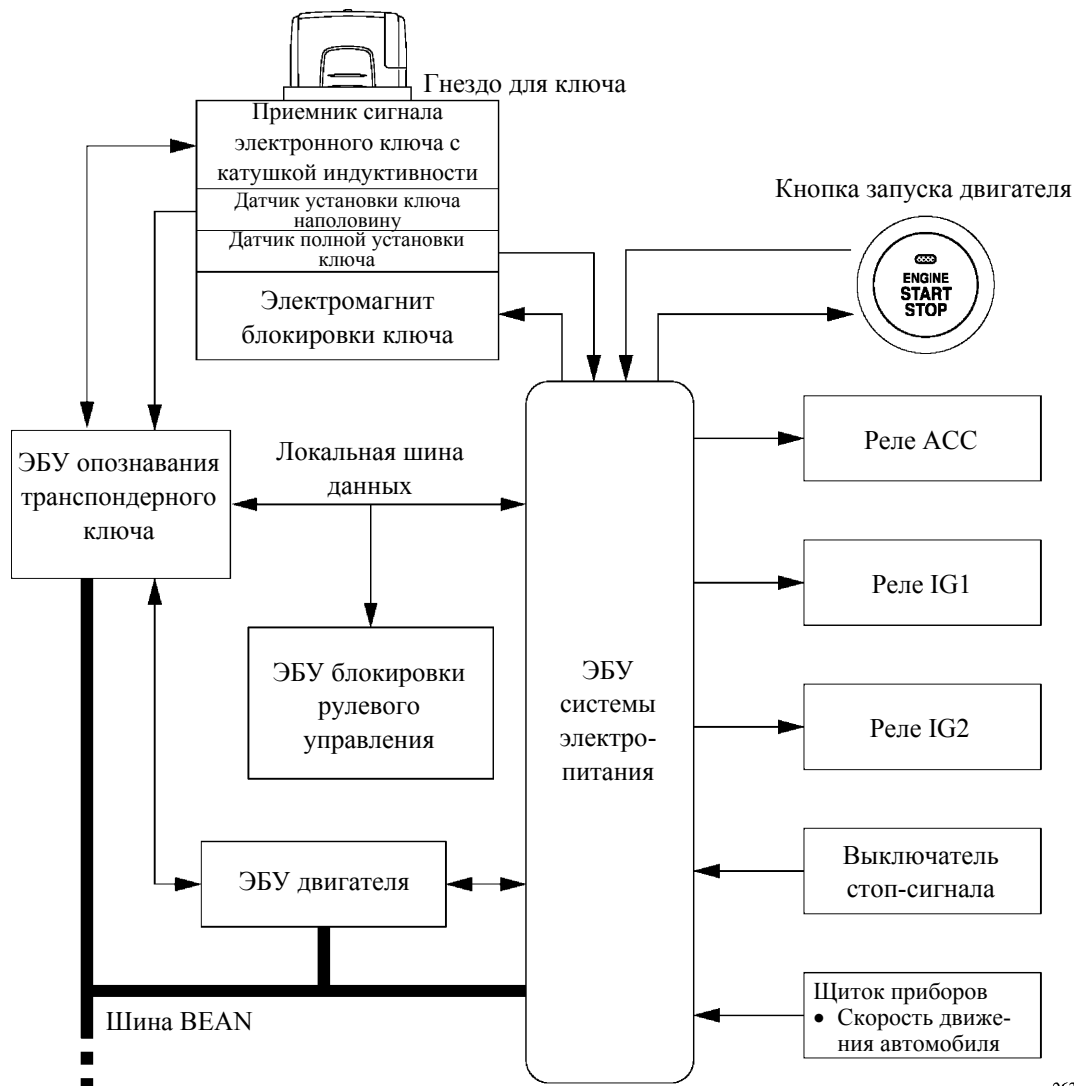 Гнездо для ключа
Приемник сигнала
электронного ключа с
катушкой индуктивности
Датчик установки ключа
наполовину
Датчик полной установки
ключа
Электромагнит
блокировки ключа
Кнопка запуска двигателя
ENGINE
START
STOP
ЭБУ опознавания
транспондерного
ключа
Локальная шина
данных
ЭБУ блокировки
рулевого
управления
ЭБУ двигателя
Шина BEAN
ЭБУ
системы
электро-
питания
Реле ACC
Реле IG1
Реле IG2
Выключатель
стоп-сигнала
Щиток приборов
• Скорость движе-
ния автомобиля